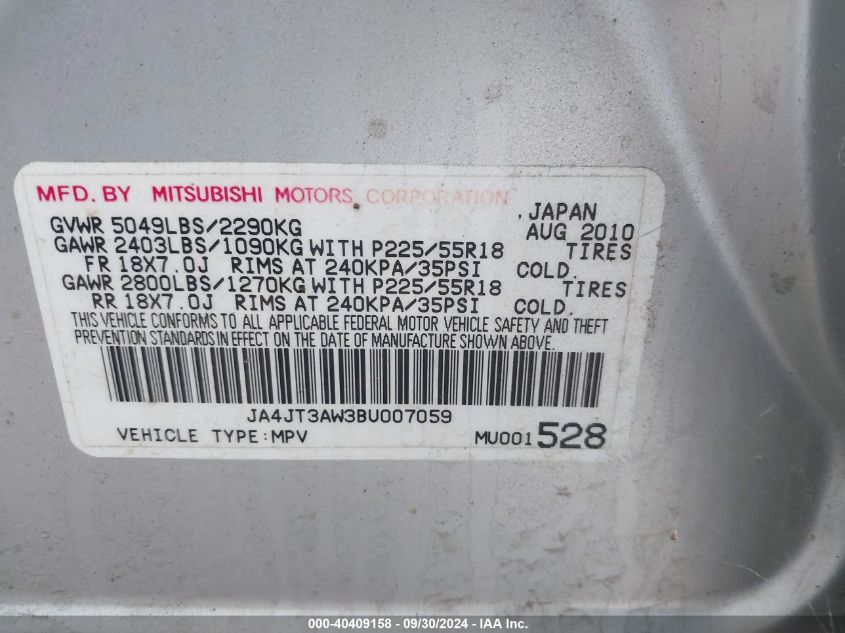 MFD. BY MITSUBISHI MOTORS CORPORATION
, JAPAN
GVWR 5049LBS/2290KG AUG 2010
GAWR 2403LBS/1090KG WITH P225/55R18 TIRES
FR 18X7.0J RIMS AT 240KPA/35PSI COLD.
GAWR 2800LBS/1270KG WITH P225/55R18 TIRES
RR 18X7.0J RIMS AT 240KPA/35PSI COLD.
THIS VEHICLE CONFORMS TO ALL APPLICABLE FEDERAL MOTOR VEHICLE SAFETY AND THEFT
PREVENTION STANDARDS IN EFFECT ON THE DATE OF MANUFACTURE SHOWN ABOVE.
JA4JT3AW3BU007059
VEHICLE TYPE:MPV MU001528
000-40409158 - 09/30/2024 - IAA Inc.